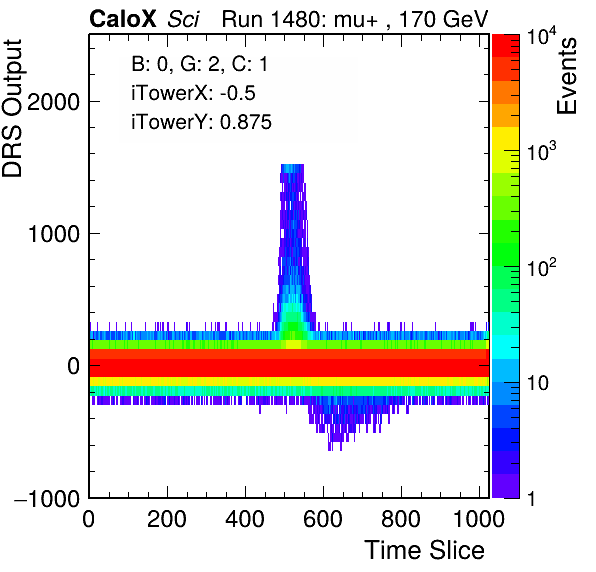 CaloX Sci Run 1480: mu+ , 170 GeV
B: 0, G: 2, C: 1
iTowerX: -0.5
iTowerY: 0.875
DRS Output
2000
1000
0
−1000
0 200 400 600 800 1000
Time Slice
Events
10^4
10^3
10^2
10
1